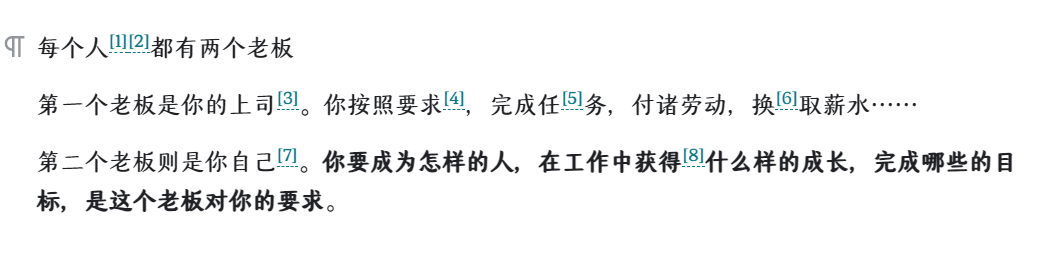 ¶ 每个人[1][2]都有两个老板
第一个老板是你的上司[3]。你按照要求[4]，完成任[5]务，付诸劳动，换[6]取薪水……
第二个老板则是你自己[7]。你要成为怎样的人，在工作中获得[8]什么样的成长，完成哪些的目
标，是这个老板对你的要求。